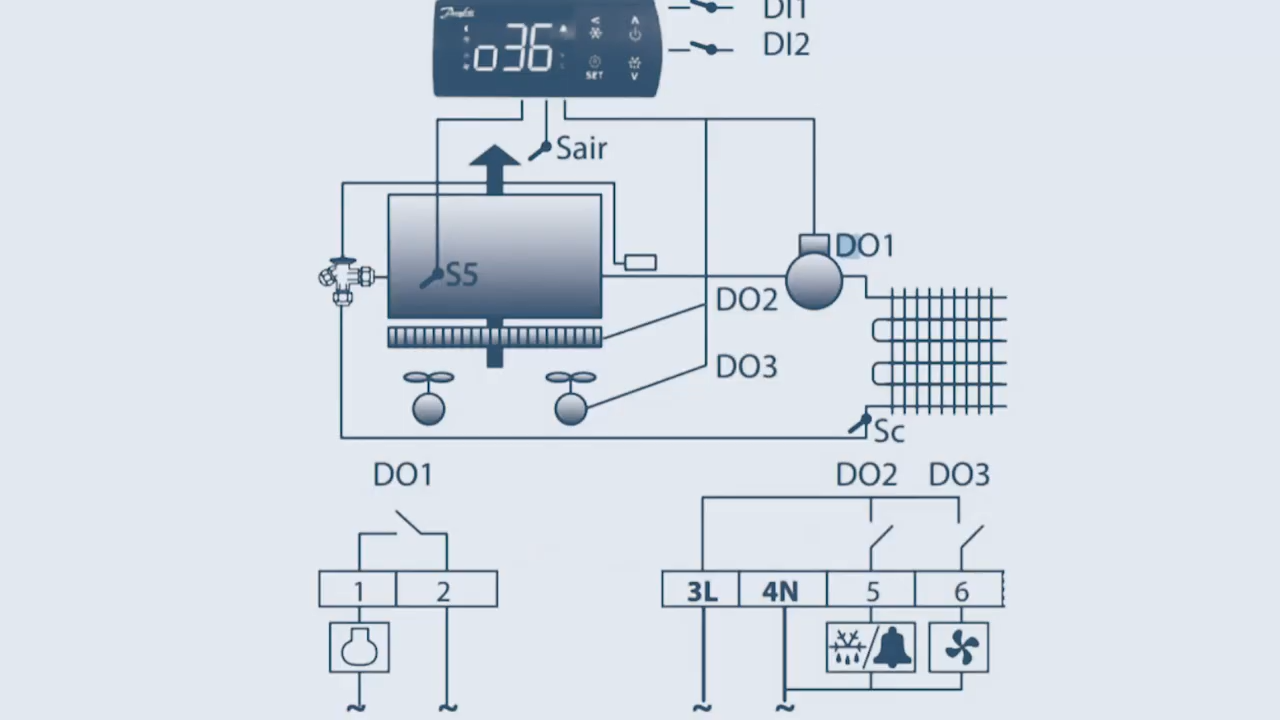 Danfoss
DI1
o36
SET
DI2
Sair
DO1
S5
DO2
DO3
Sc
DO1
DO2 DO3
1 2
3L 4N 5 6
~ ~ ~ ~